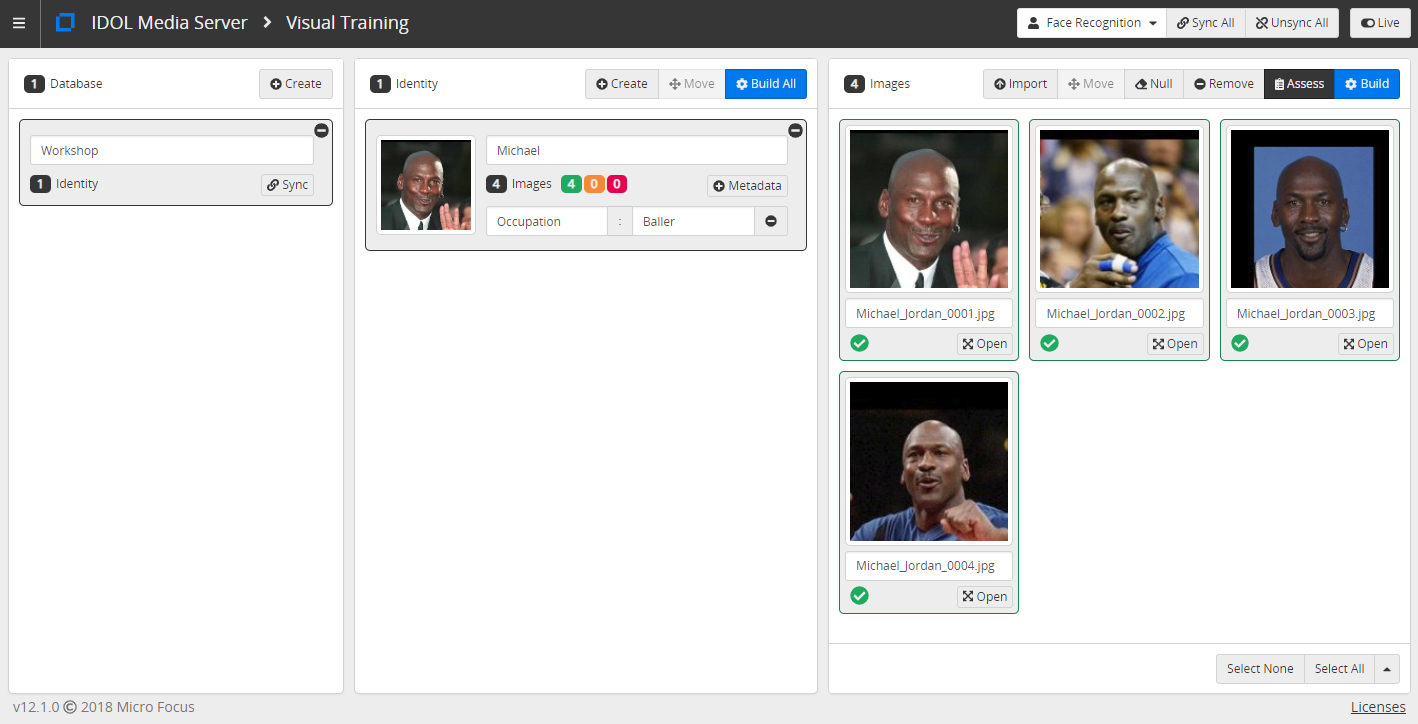 IDOL Media Server > Visual Training
Face Recognition
Sync All
Unsync All
Live
1 Database
Create
Workshop
1 Identity
Sync
1 Identity
Create
Move
Build All
Michael
4 Images 4 0 0
Metadata
Occupation : Baller
4 Images
Import
Move
Null
Remove
Assess
Build
Michael_Jordan_0001.jpg
Open
Michael_Jordan_0002.jpg
Open
Michael_Jordan_0003.jpg
Open
Michael_Jordan_0004.jpg
Open
Select None
Select All
v12.1.0 © 2018 Micro Focus
Licenses